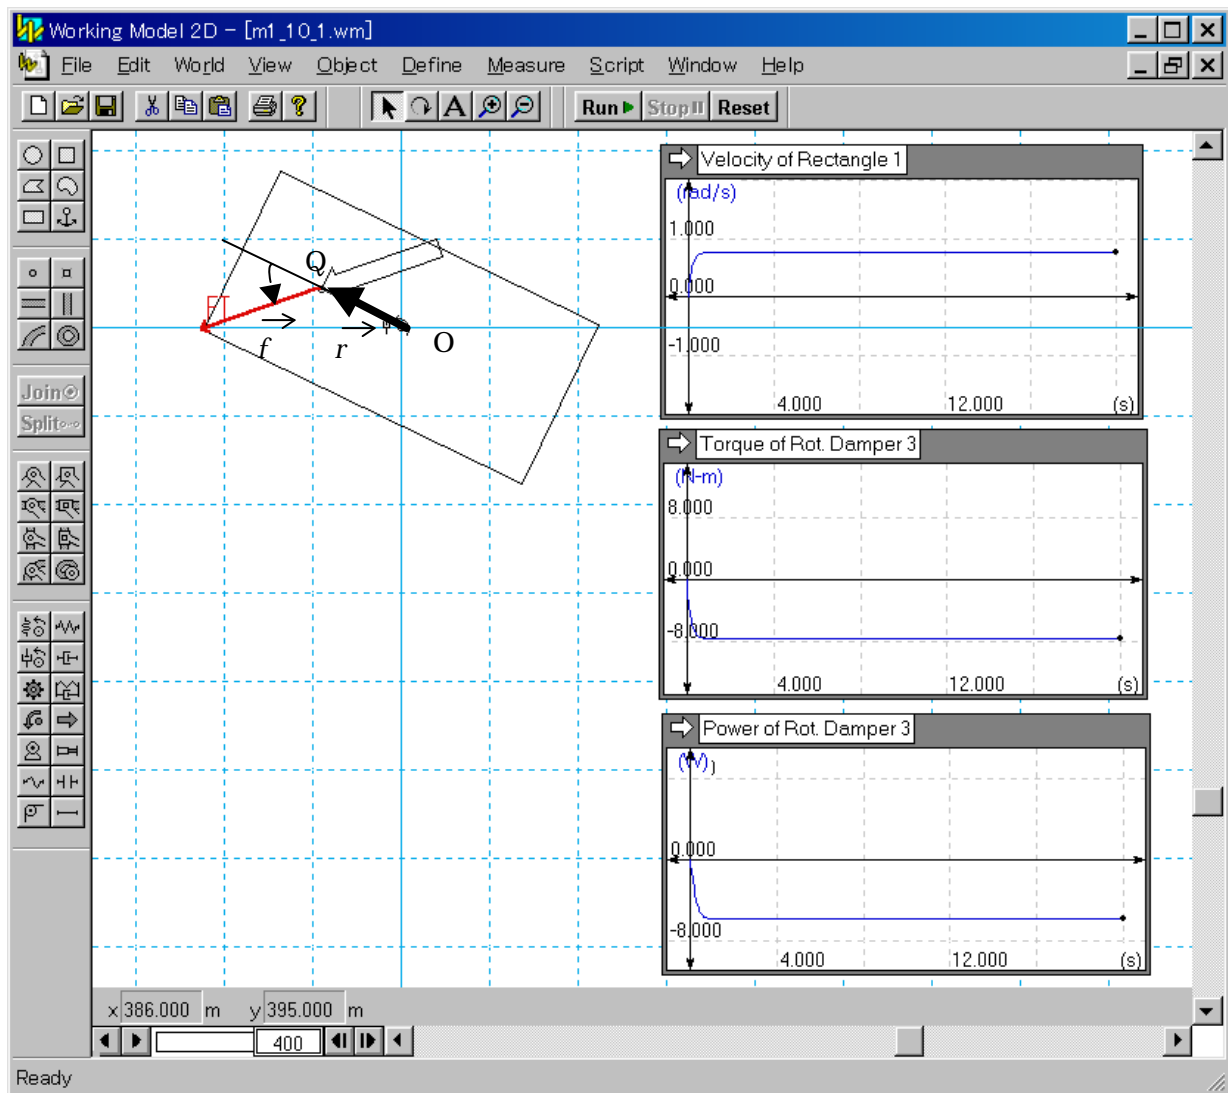 Working Model 2D - [m1_10_1.wm]
File Edit World View Object Define Measure Script Window Help
A Run Stop Reset
Join
Split
Q
FT
f
r
φ
O
Velocity of Rectangle 1
(rad/s)
1.000
0.000
-1.000
4.000 12.000 (s)
Torque of Rot. Damper 3
(N-m)
8.000
0.000
-8.000
4.000 12.000 (s)
Power of Rot. Damper 3
(W)
0.000
-8.000
4.000 12.000 (s)
x 386.000 m y 395.000 m
400
Ready